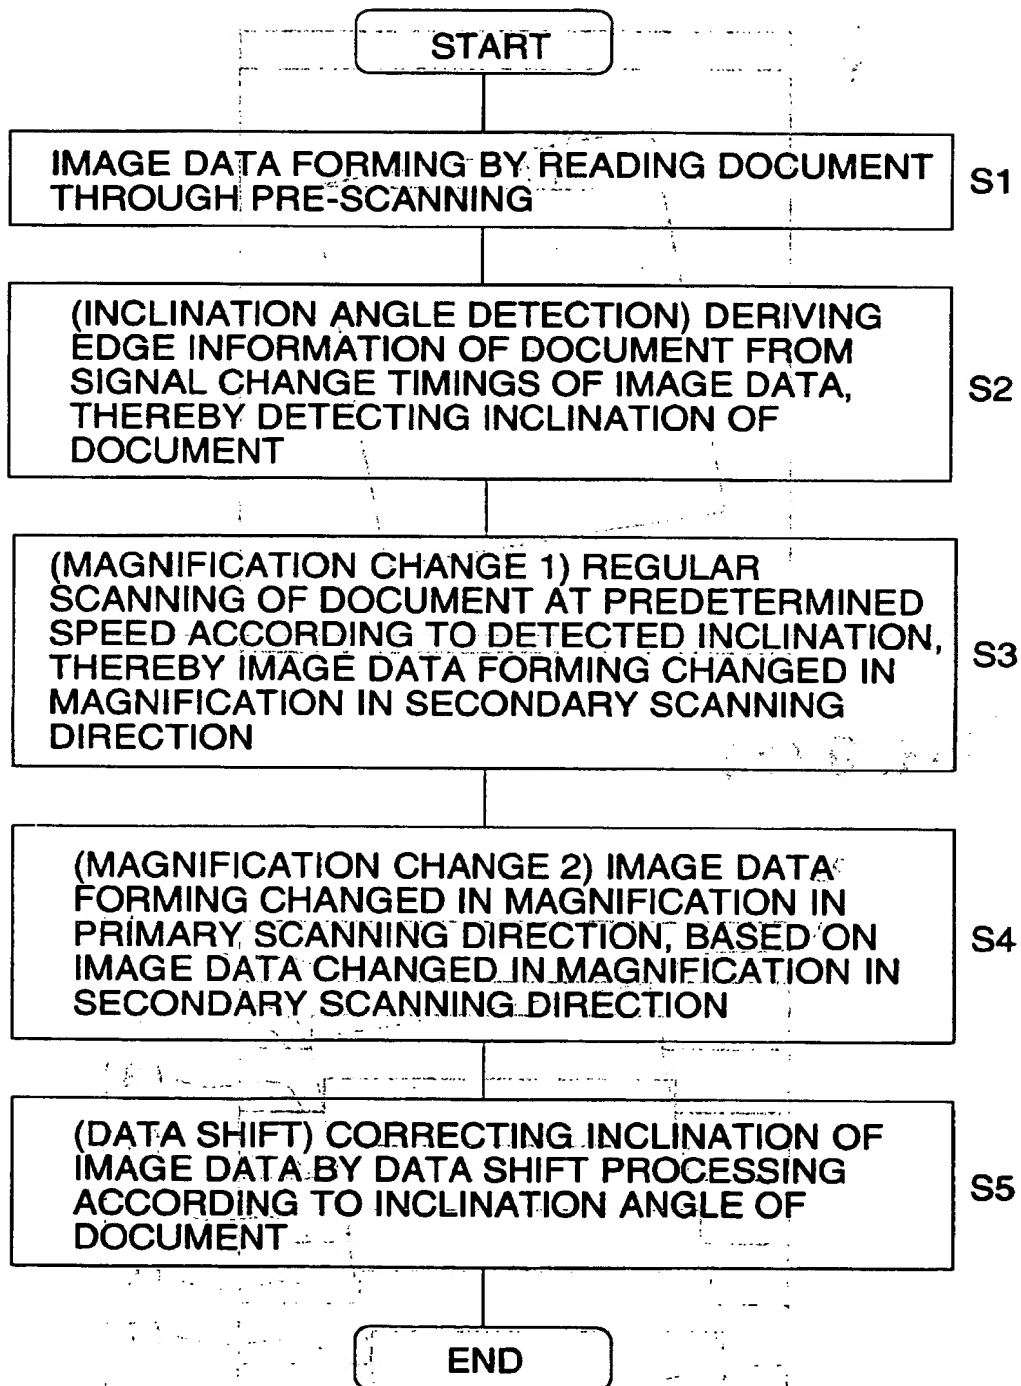 START
IMAGE DATA FORMING BY READING DOCUMENT
THROUGH PRE-SCANNING
S1
(INCLINATION ANGLE DETECTION) DERIVING
EDGE INFORMATION OF DOCUMENT FROM
SIGNAL CHANGE TIMINGS OF IMAGE DATA,
THEREBY DETECTING INCLINATION OF
DOCUMENT
S2
(MAGNIFICATION CHANGE 1) REGULAR
SCANNING OF DOCUMENT AT PREDETERMINED
SPEED ACCORDING TO DETECTED INCLINATION,
THEREBY IMAGE DATA FORMING CHANGED IN
MAGNIFICATION IN SECONDARY SCANNING
DIRECTION
S3
(MAGNIFICATION CHANGE 2) IMAGE DATA
FORMING CHANGED IN MAGNIFICATION IN
PRIMARY SCANNING DIRECTION, BASED ON
IMAGE DATA CHANGED IN MAGNIFICATION IN
SECONDARY SCANNING DIRECTION
S4
(DATA SHIFT) CORRECTING INCLINATION OF
IMAGE DATA BY DATA SHIFT PROCESSING
ACCORDING TO INCLINATION ANGLE OF
DOCUMENT
S5
END